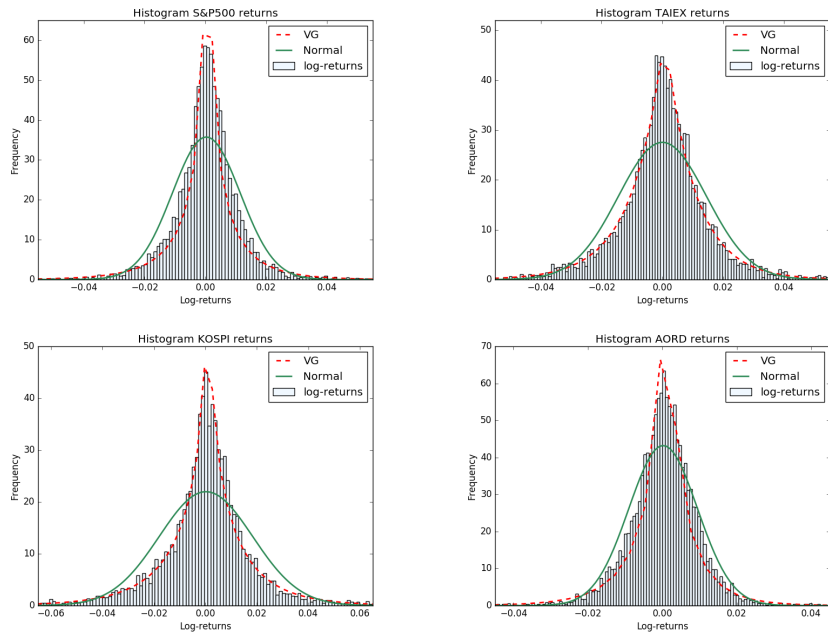 Histogram S&P500 returns
VG
Normal
log-returns
60
50
40
30
20
10
0
Frequency
−0.04 −0.02 0.00 0.02 0.04
Log-returns
Histogram TAIEX returns
VG
Normal
log-returns
50
40
30
20
10
0
Frequency
−0.04 −0.02 0.00 0.02 0.04
Log-returns
Histogram KOSPI returns
VG
Normal
log-returns
50
40
30
20
10
0
Frequency
−0.06 −0.04 −0.02 0.00 0.02 0.04 0.06
Log-returns
Histogram AORD returns
VG
Normal
log-returns
70
60
50
40
30
20
10
0
Frequency
−0.04 −0.02 0.00 0.02 0.04
Log-returns